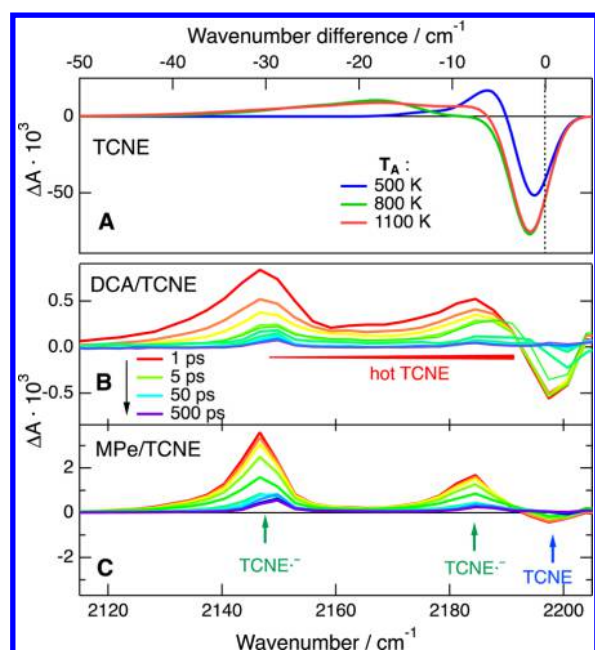 Wavenumber difference / cm⁻¹
-50 -40 -30 -20 -10 0
ΔA · 10³
0
-50
TCNE
T_A :
500 K
800 K
1100 K
A
DCA/TCNE
ΔA · 10³
0.5
0.0
-0.5
1 ps
5 ps
50 ps
500 ps
hot TCNE
B
MPe/TCNE
2
0
-2
TCNE·⁻
TCNE·⁻
TCNE
C
2120 2140 2160 2180 2200
Wavenumber / cm⁻¹